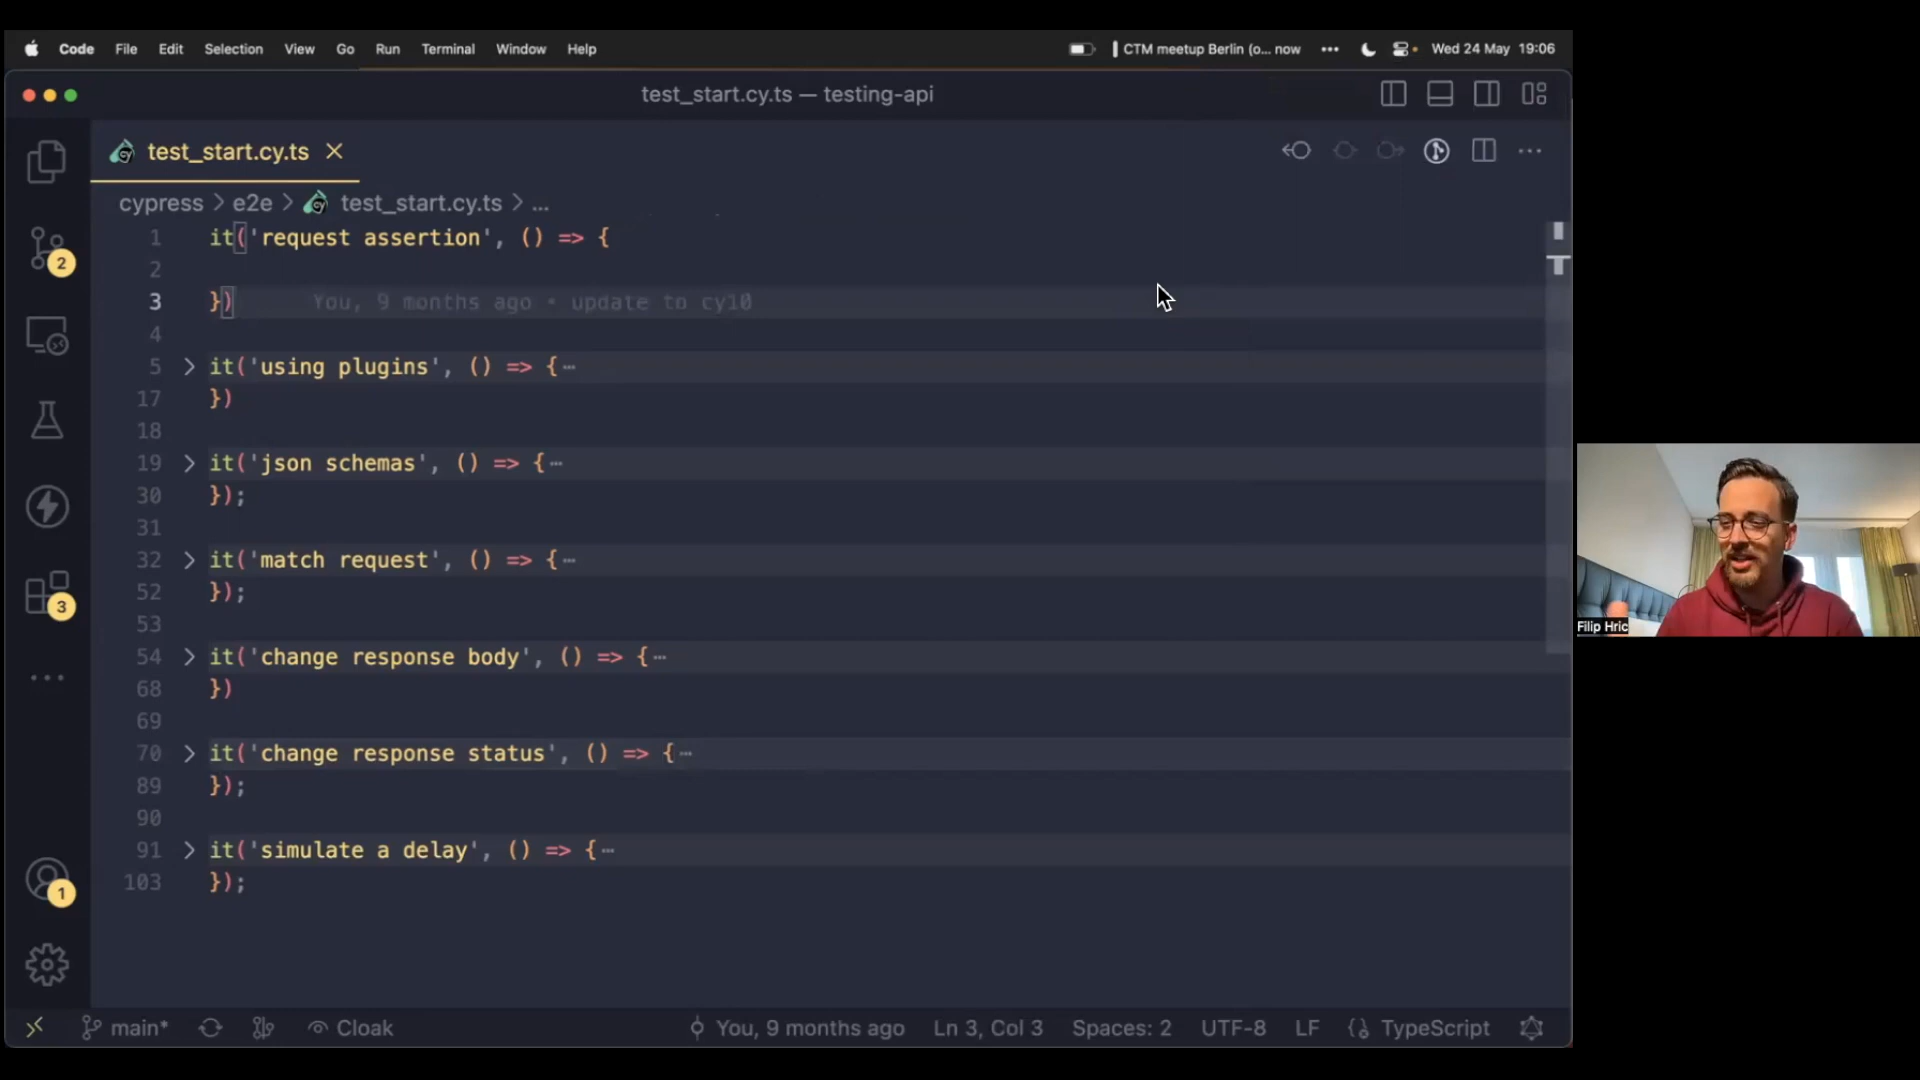 Code File Edit Selection View Go Run Terminal Window Help CTM meetup Berlin (o... now ••• Wed 24 May 19:06
test_start.cy.ts — testing-api
test_start.cy.ts
cypress > e2e > test_start.cy.ts > ...
1 it('request assertion', () => {
2
3 }) You, 9 months ago • update to cy10
4
5 > it('using plugins', () => {···
17 })
18
19 > it('json schemas', () => {···
30 });
31
32 > it('match request', () => {···
52 });
53
54 > it('change response body', () => {···
68 })
69
70 > it('change response status', () => {···
89 });
90
91 > it('simulate a delay', () => {···
103 });
2
3
1
Filip Hric
main* Cloak You, 9 months ago Ln 3, Col 3 Spaces: 2 UTF-8 LF TypeScript